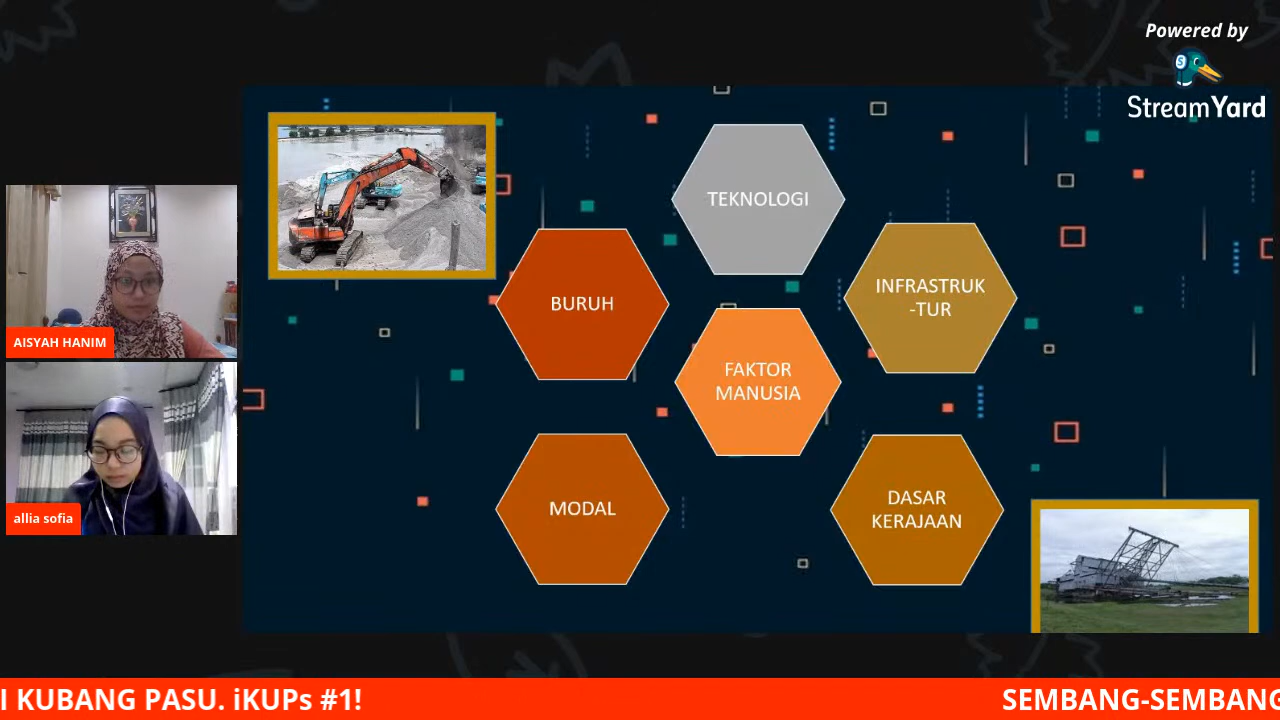 Powered by
StreamYard
TEKNOLOGI
BURUH
INFRASTRUK
-TUR
FAKTOR
MANUSIA
MODAL
DASAR
KERAJAAN
AISYAH HANIM
allia sofia
I KUBANG PASU. iKUPs #1!
SEMBANG-SEMBANG